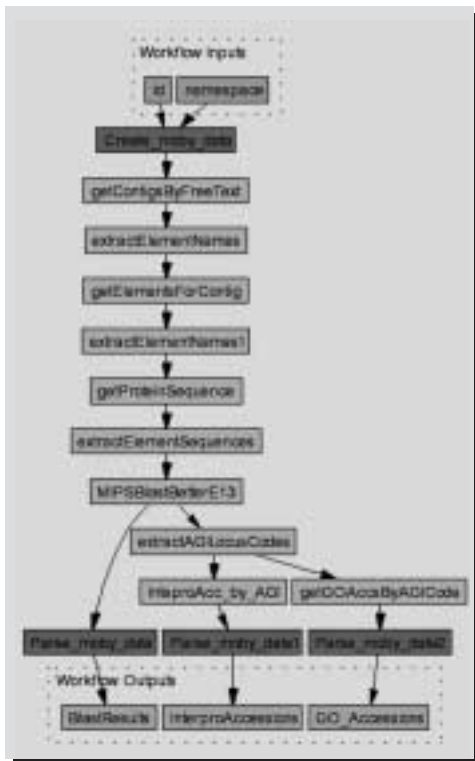 Workflow Inputs
id namespace
Create_moby_data
getContigsByFreeText
extractElementNames
getElementsForContig
extractElementNames1
getProteinSequence
extractElementSequences
MIPSBlastBetterE13
extractAGILocusCodes
InterproAcc_by_AGI getGOAccsByAGICode
Parse_moby_data Parse_moby_data1 Parse_moby_data2
Workflow Outputs
BlastResults InterproAccessions GO_Accessions